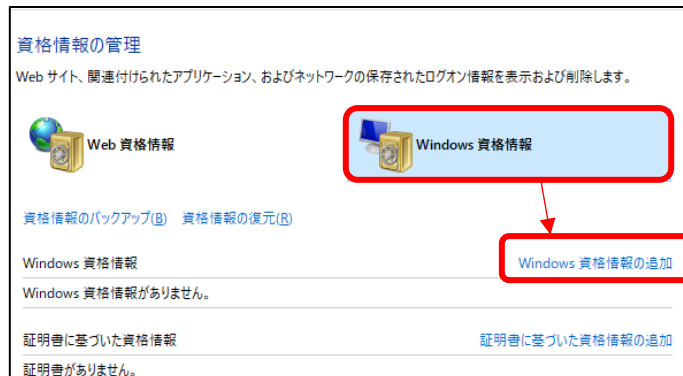 資格情報の管理
Web サイト、関連付けられたアプリケーション、およびネットワークの保存されたログオン情報を表示および削除します。
Web 資格情報
Windows 資格情報
資格情報のバックアップ(B) 資格情報の復元(R)
Windows 資格情報 Windows 資格情報の追加
Windows 資格情報がありません。
証明書に基づいた資格情報 証明書に基づいた資格情報の追加
証明書がありません。